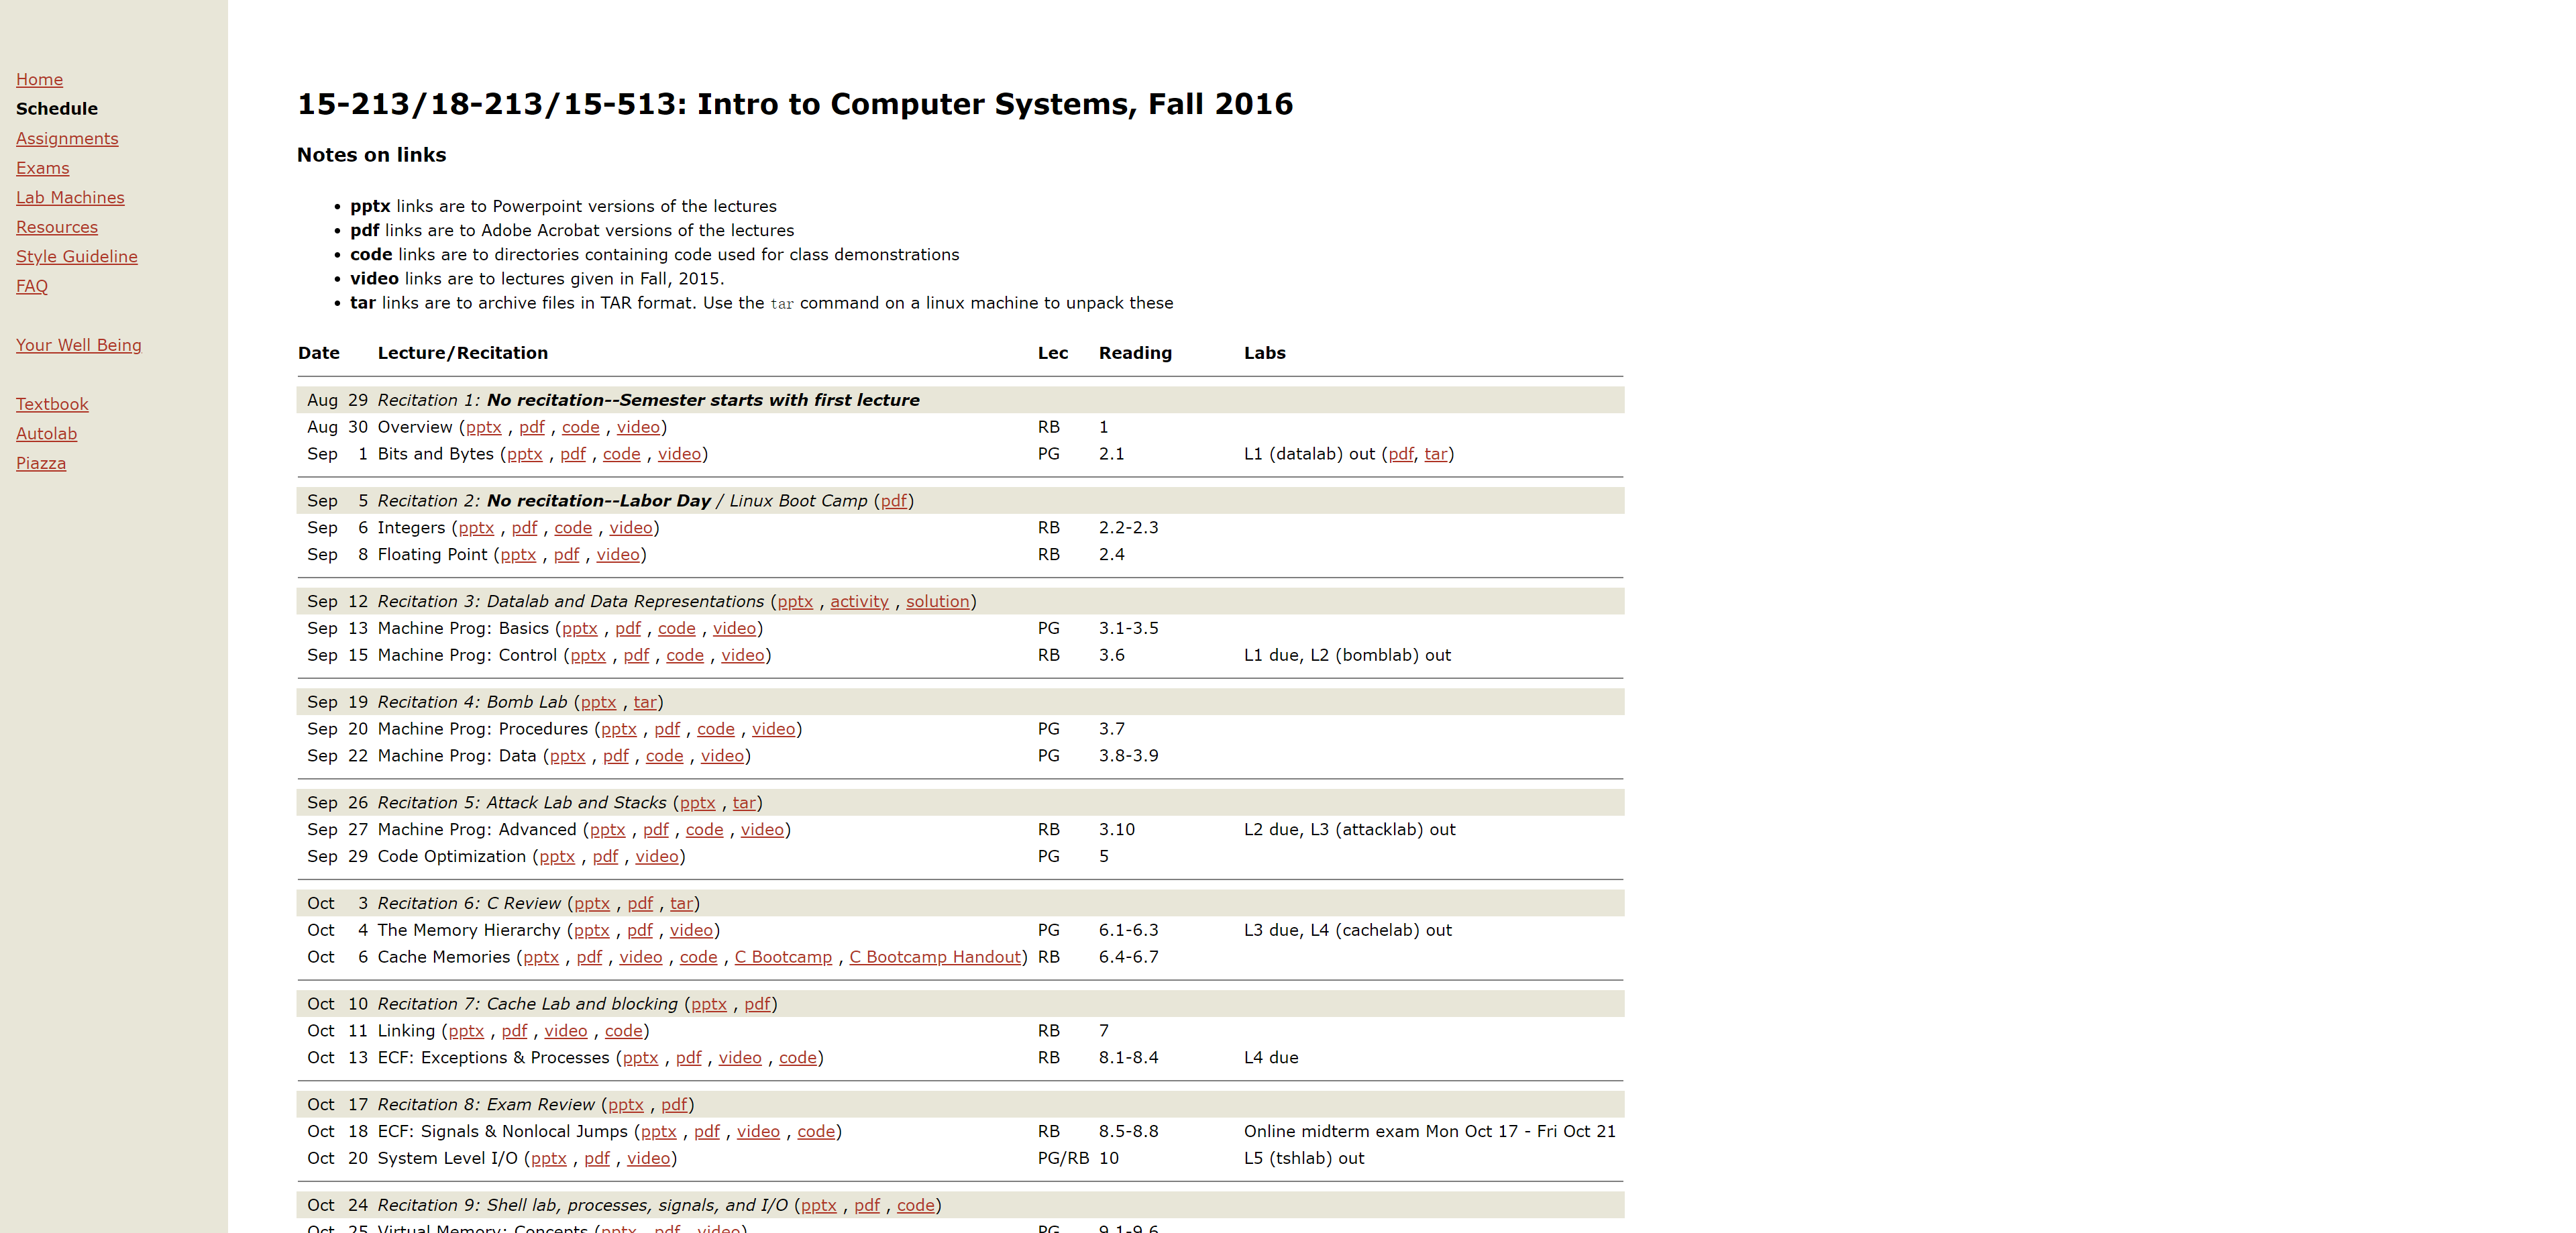 Home
Schedule
Assignments
Exams
Lab Machines
Resources
Style Guideline
FAQ
Your Well Being
Textbook
Autolab
Piazza
15-213/18-213/15-513: Intro to Computer Systems, Fall 2016
Notes on links
• pptx links are to Powerpoint versions of the lectures
• pdf links are to Adobe Acrobat versions of the lectures
• code links are to directories containing code used for class demonstrations
• video links are to lectures given in Fall, 2015.
• tar links are to archive files in TAR format. Use the tar command on a linux machine to unpack these
Date Lecture/Recitation Lec Reading Labs
Aug 29 Recitation 1: No recitation--Semester starts with first lecture
Aug 30 Overview (pptx , pdf , code , video) RB 1
Sep 1 Bits and Bytes (pptx , pdf , code , video) PG 2.1 L1 (datalab) out (pdf, tar)
Sep 5 Recitation 2: No recitation--Labor Day / Linux Boot Camp (pdf)
Sep 6 Integers (pptx , pdf , code , video) RB 2.2-2.3
Sep 8 Floating Point (pptx , pdf , video) RB 2.4
Sep 12 Recitation 3: Datalab and Data Representations (pptx , activity , solution)
Sep 13 Machine Prog: Basics (pptx , pdf , code , video) PG 3.1-3.5
Sep 15 Machine Prog: Control (pptx , pdf , code , video) RB 3.6 L1 due, L2 (bomblab) out
Sep 19 Recitation 4: Bomb Lab (pptx , tar)
Sep 20 Machine Prog: Procedures (pptx , pdf , code , video) PG 3.7
Sep 22 Machine Prog: Data (pptx , pdf , code , video) PG 3.8-3.9
Sep 26 Recitation 5: Attack Lab and Stacks (pptx , tar)
Sep 27 Machine Prog: Advanced (pptx , pdf , code , video) RB 3.10 L2 due, L3 (attacklab) out
Sep 29 Code Optimization (pptx , pdf , video) PG 5
Oct 3 Recitation 6: C Review (pptx , pdf , tar)
Oct 4 The Memory Hierarchy (pptx , pdf , video) PG 6.1-6.3 L3 due, L4 (cachelab) out
Oct 6 Cache Memories (pptx , pdf , video , code , C Bootcamp , C Bootcamp Handout) RB 6.4-6.7
Oct 10 Recitation 7: Cache Lab and blocking (pptx , pdf)
Oct 11 Linking (pptx , pdf , video , code) RB 7
Oct 13 ECF: Exceptions & Processes (pptx , pdf , video , code) RB 8.1-8.4 L4 due
Oct 17 Recitation 8: Exam Review (pptx , pdf)
Oct 18 ECF: Signals & Nonlocal Jumps (pptx , pdf , video , code) RB 8.5-8.8 Online midterm exam Mon Oct 17 - Fri Oct 21
Oct 20 System Level I/O (pptx , pdf , video) PG/RB 10 L5 (tshlab) out
Oct 24 Recitation 9: Shell lab, processes, signals, and I/O (pptx , pdf , code)
Oct 25 Virtual Memory: Concepts (pptx , pdf , video) PG 9.1-9.6